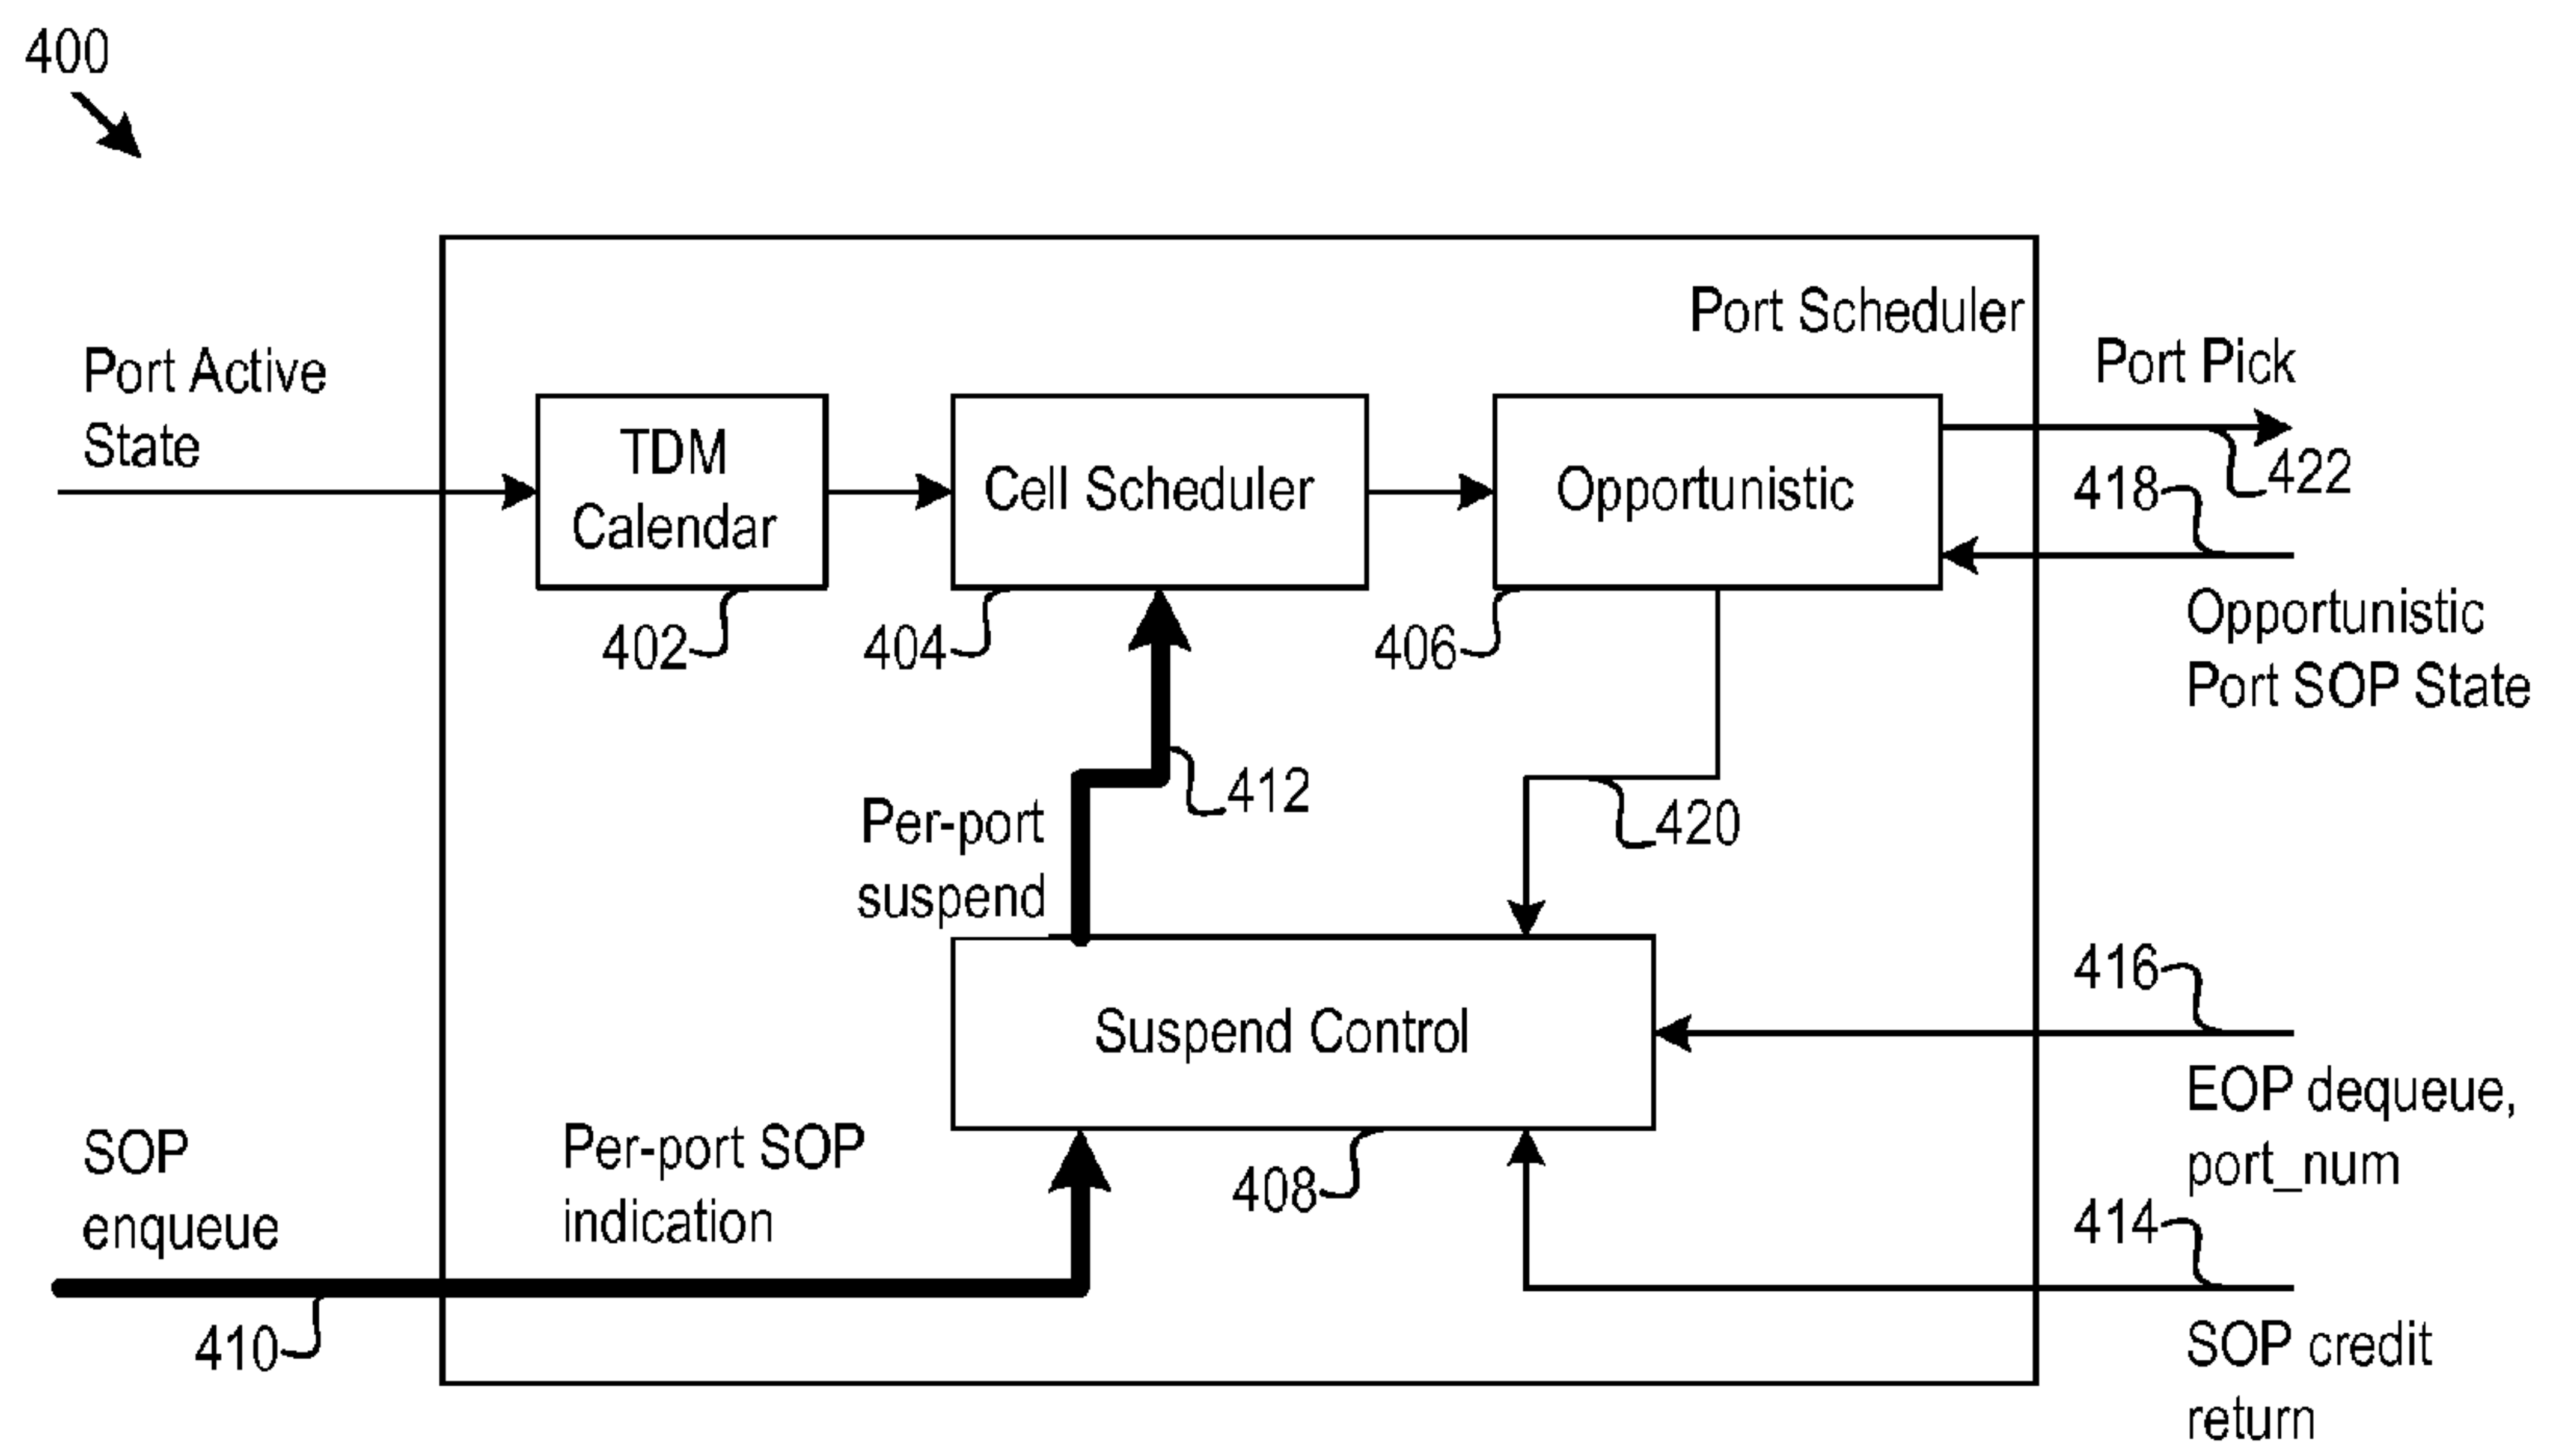 400
Port Scheduler
Port Active
State
Port Pick
TDM
Calendar
Cell Scheduler
Opportunistic
422
418
402
404
406
Opportunistic
Port SOP State
412
Per-port
suspend
420
416
Suspend Control
EOP dequeue,
port_num
SOP
enqueue
Per-port SOP
indication
408
414
410
SOP credit
return